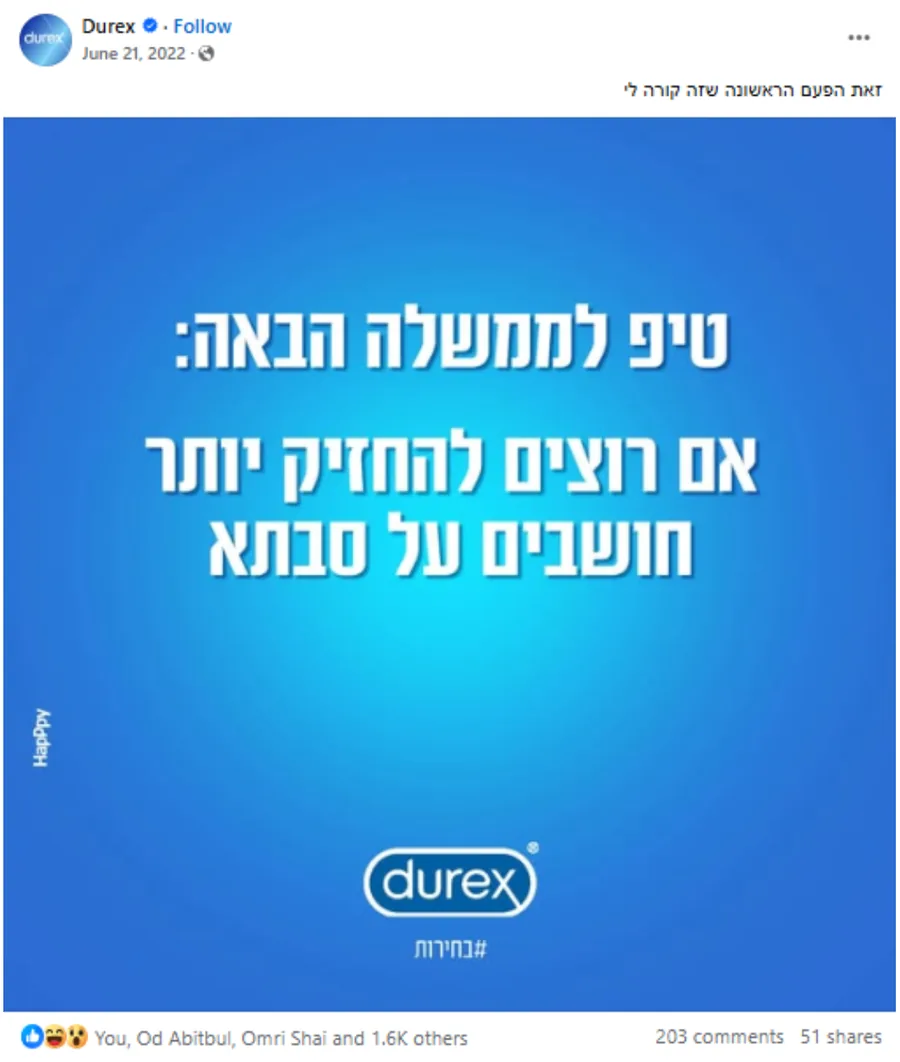 Durex · Follow
June 21, 2022 ·
זאת הפעם הראשונה שזה קורה לי
טיפ לממשלה הבאה:
אם רוצים להחזיק יותר
חושבים על סבתא
HapPpy
durex®
#בחירות
You, Od Abitbul, Omri Shai and 1.6K others
203 comments 51 shares